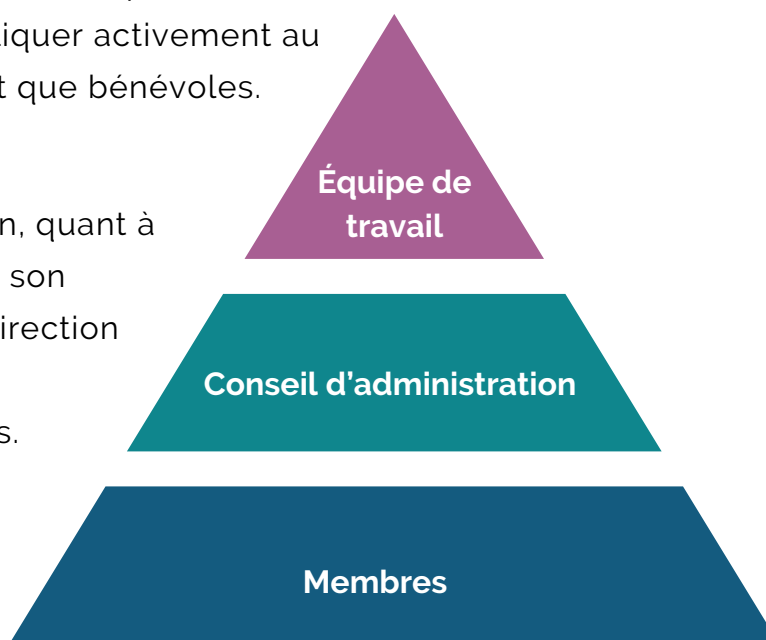 iquer activement au
t que bénévoles.
n, quant à
son
irection
s.
Équipe de
travail
Conseil d’administration
Membres